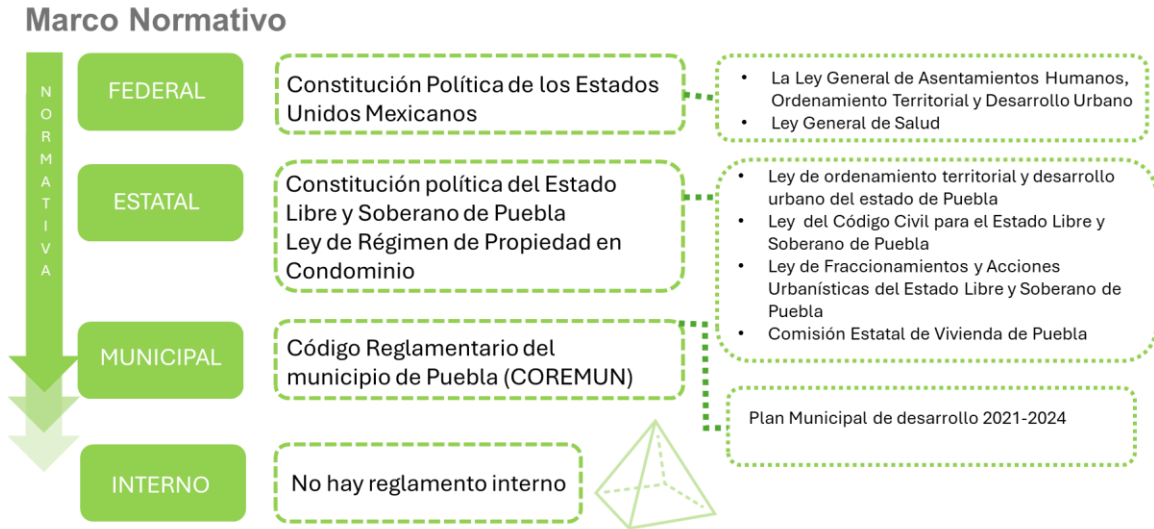 Marco Normativo
NORMATIVA
FEDERAL
Constitución Política de los Estados
Unidos Mexicanos
• La Ley General de Asentamientos Humanos,
Ordenamiento Territorial y Desarrollo Urbano
• Ley General de Salud
ESTATAL
Constitución política del Estado
Libre y Soberano de Puebla
Ley de Régimen de Propiedad en
Condominio
• Ley de ordenamiento territorial y desarrollo
urbano del estado de Puebla
• Ley del Código Civil para el Estado Libre y
Soberano de Puebla
• Ley de Fraccionamientos y Acciones
Urbanísticas del Estado Libre y Soberano de
Puebla
• Comisión Estatal de Vivienda de Puebla
MUNICIPAL
Código Reglamentario del
municipio de Puebla (COREMUN)
Plan Municipal de desarrollo 2021-2024
INTERNO
No hay reglamento interno